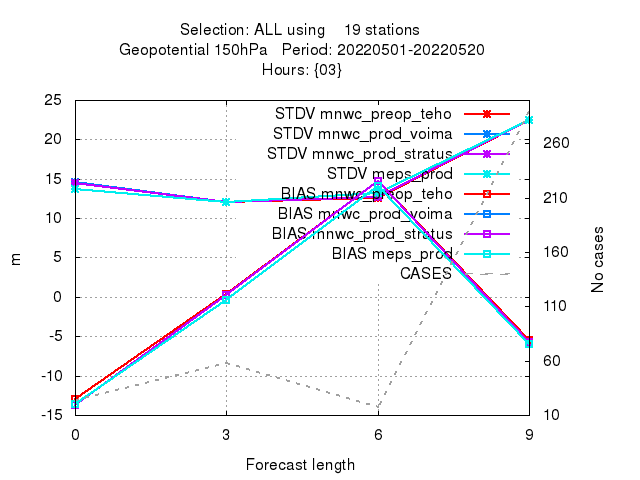 Selection: ALL using    19 stations
Geopotential 150hPa   Period: 20220501-20220520
Hours: {03}
25
20
15
10
5
0
-5
-10
-15
m
STDV mnwc_preop_teho
STDV mnwc_prod_voima
STDV mnwc_prod_stratus
STDV meps_prod
BIAS mnwc_preop_teho
BIAS mnwc_prod_voima
BIAS mnwc_prod_stratus
BIAS meps_prod
CASES
260
210
160
110
60
10
No cases
0 3 6 9
Forecast length